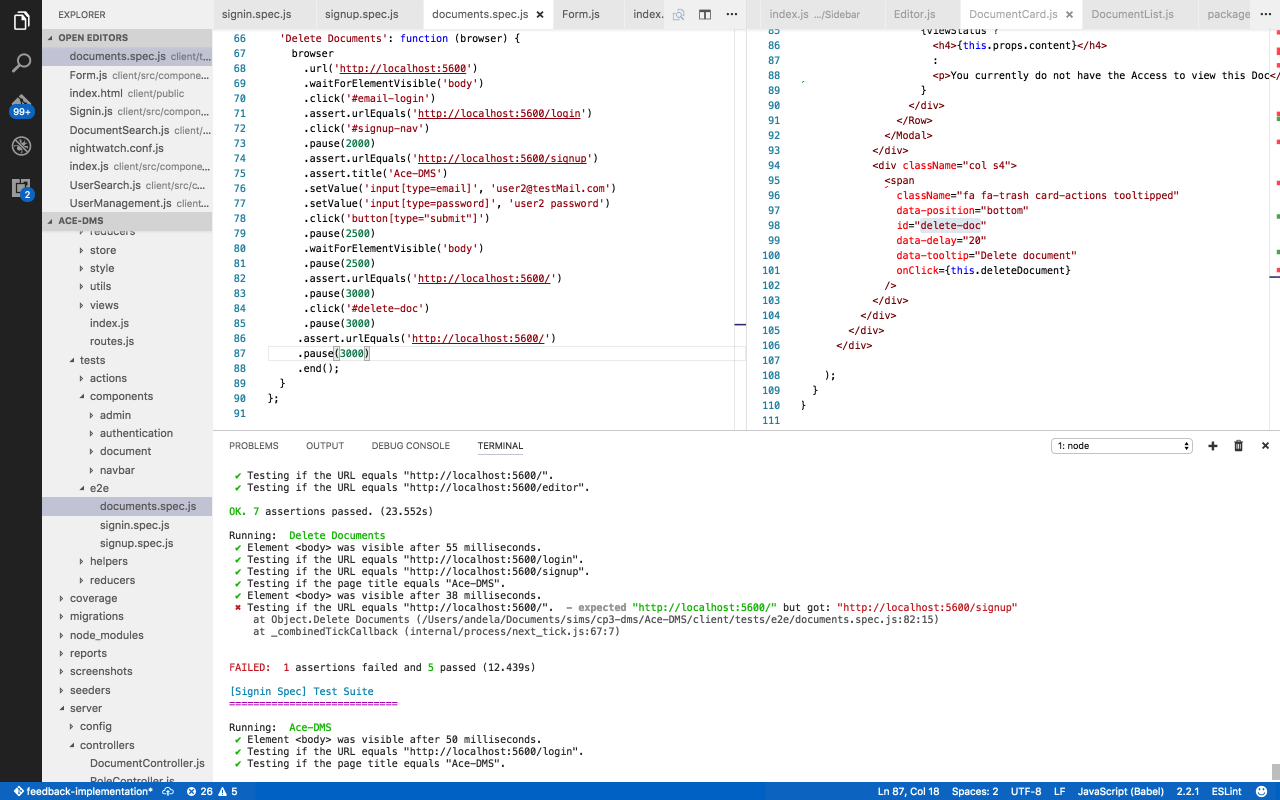 EXPLORER
OPEN EDITORS
documents.spec.js client/t...
Form.js client/src/compone...
index.html client/public
Signin.js client/src/compon...
DocumentSearch.js client/...
nightwatch.conf.js
index.js client/src/compone...
UserSearch.js client/src/c...
UserManagement.js client...
99+
2
ACE-DMS
reducers
store
style
utils
views
index.js
routes.js
tests
actions
components
admin
authentication
document
navbar
e2e
documents.spec.js
signin.spec.js
signup.spec.js
helpers
reducers
coverage
migrations
node_modules
reports
screenshots
seeders
server
config
controllers
DocumentController.js
RoleController.js
signin.spec.js signup.spec.js documents.spec.js Form.js index.
66 'Delete Documents': function (browser) {
67 browser
68 .url('http://localhost:5600')
69 .waitForElementVisible('body')
70 .click('#email-login')
71 .assert.urlEquals('http://localhost:5600/login')
72 .click('#signup-nav')
73 .pause(2000)
74 .assert.urlEquals('http://localhost:5600/signup')
75 .assert.title('Ace-DMS')
76 .setValue('input[type=email]', 'user2@testMail.com')
77 .setValue('input[type=password]', 'user2 password')
78 .click('button[type="submit"]')
79 .pause(2500)
80 .waitForElementVisible('body')
81 .pause(2500)
82 .assert.urlEquals('http://localhost:5600/')
83 .pause(3000)
84 .click('#delete-doc')
85 .pause(3000)
86 .assert.urlEquals('http://localhost:5600/')
87 .pause(3000)
88 .end();
89 }
90 };
91
index.js .../Sidebar Editor.js DocumentCard.js DocumentList.js package
85 {viewStatus ?
86 <h4>{this.props.content}</h4>
87 :
88 <p>You currently do not have the Access to view this Doc</
89 }
90 </div>
91 </Row>
92 </Modal>
93 </div>
94 <div className="col s4">
95 <span
96 className="fa fa-trash card-actions tooltipped"
97 data-position="bottom"
98 id="delete-doc"
99 data-delay="20"
100 data-tooltip="Delete document"
101 onClick={this.deleteDocument}
102 />
103 </div>
104 </div>
105 </div>
106 </div>
107
108 );
109 }
110 }
111
PROBLEMS OUTPUT DEBUG CONSOLE TERMINAL 1: node
✔ Testing if the URL equals "http://localhost:5600/".
✔ Testing if the URL equals "http://localhost:5600/editor".
OK. 7 assertions passed. (23.552s)
Running: Delete Documents
✔ Element <body> was visible after 55 milliseconds.
✔ Testing if the URL equals "http://localhost:5600/login".
✔ Testing if the URL equals "http://localhost:5600/signup".
✔ Testing if the page title equals "Ace-DMS".
✔ Element <body> was visible after 38 milliseconds.
✖ Testing if the URL equals "http://localhost:5600/". - expected "http://localhost:5600/" but got: "http://localhost:5600/signup"
at Object.Delete Documents (/Users/andela/Documents/sims/cp3-dms/Ace-DMS/client/tests/e2e/documents.spec.js:82:15)
at _combinedTickCallback (internal/process/next_tick.js:67:7)
FAILED: 1 assertions failed and 5 passed (12.439s)
[Signin Spec] Test Suite
============================
Running: Ace-DMS
✔ Element <body> was visible after 50 milliseconds.
✔ Testing if the URL equals "http://localhost:5600/login".
✔ Testing if the page title equals "Ace-DMS".
feedback-implementation* 26 5 Ln 87, Col 18 Spaces: 2 UTF-8 LF JavaScript (Babel) 2.2.1 ESLint